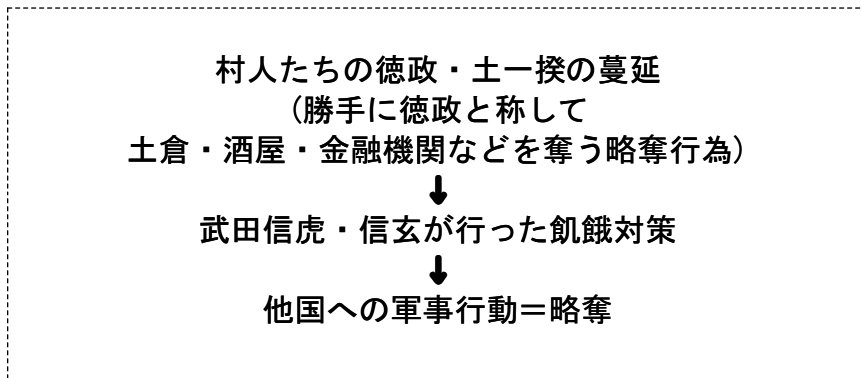 村人たちの徳政・土一揆の蔓延
(勝手に徳政と称して
土倉・酒屋・金融機関などを奪う略奪行為)
↓
武田信虎・信玄が行った飢餓対策
↓
他国への軍事行動＝略奪